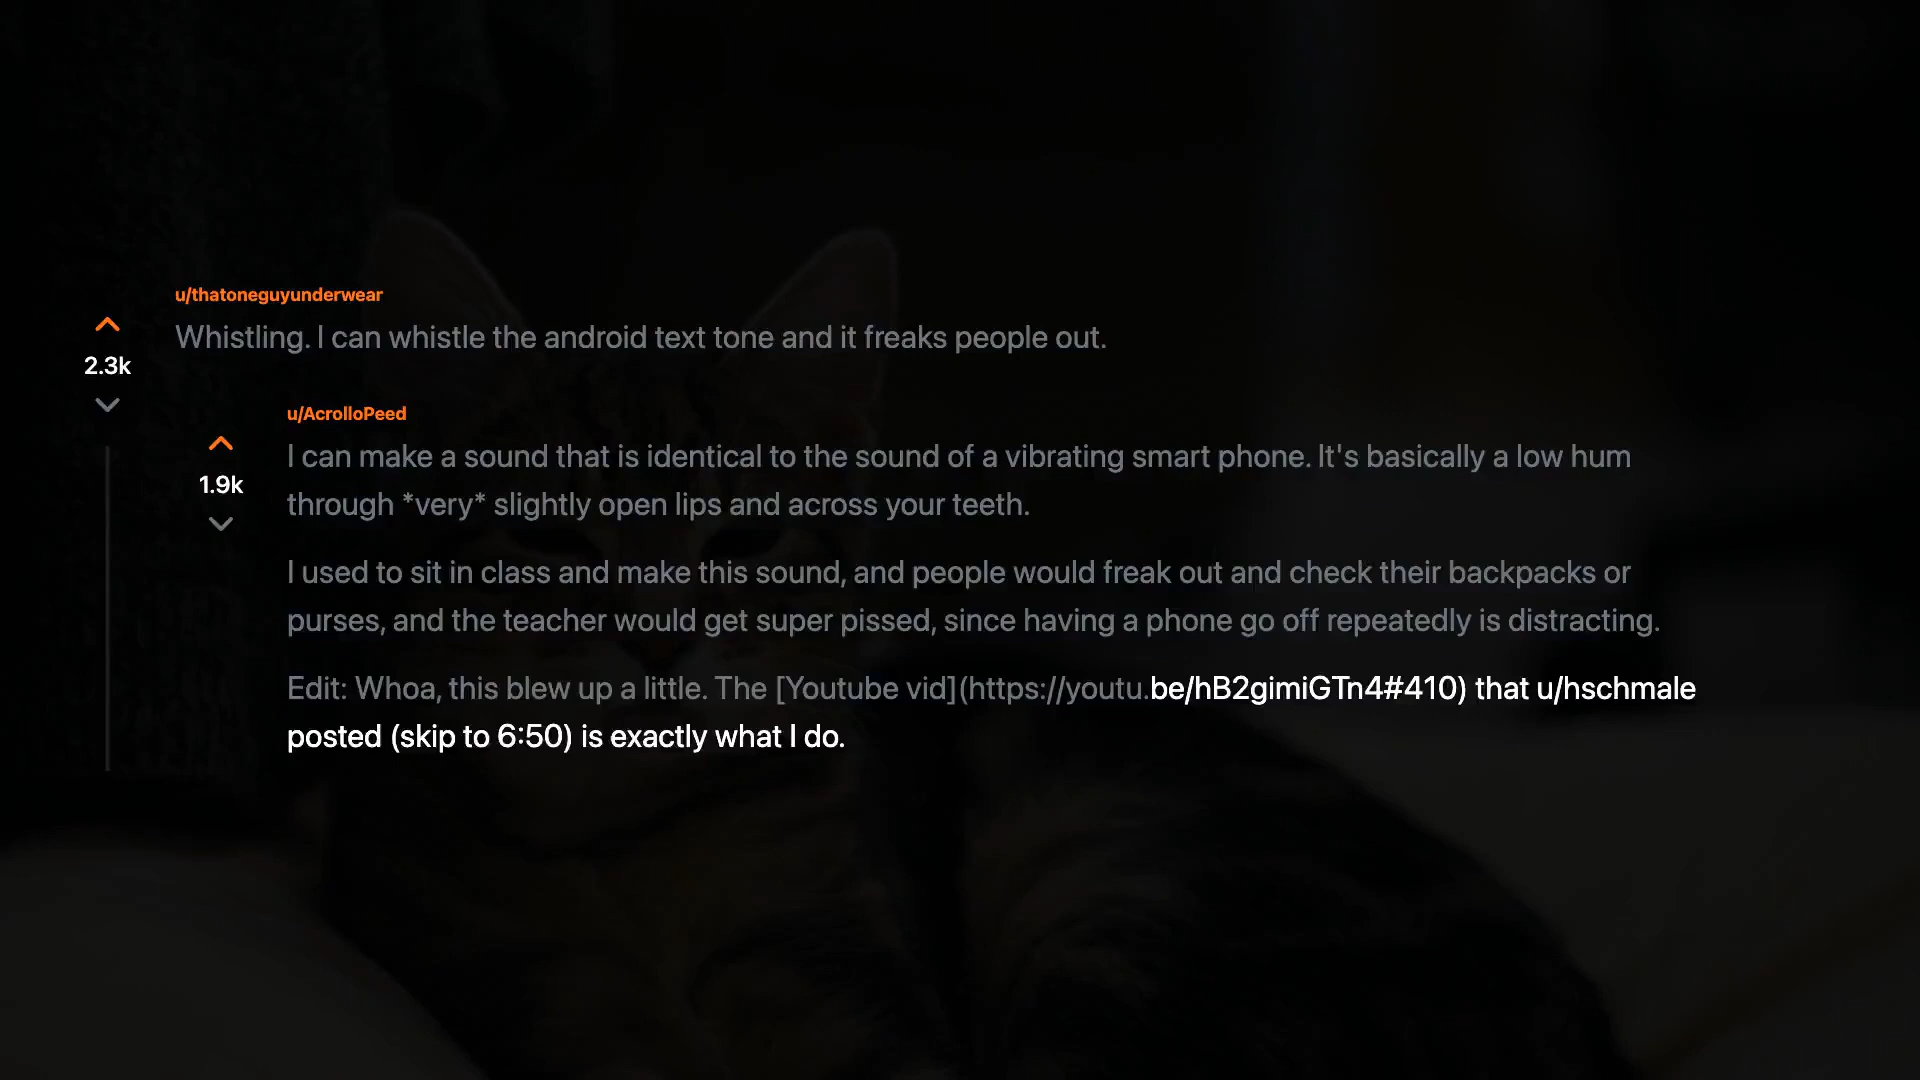 u/thatoneguyunderwear
Whistling. I can whistle the android text tone and it freaks people out.
2.3k
u/AcrolloPeed
I can make a sound that is identical to the sound of a vibrating smart phone. It's basically a low hum
through *very* slightly open lips and across your teeth.
1.9k
I used to sit in class and make this sound, and people would freak out and check their backpacks or
purses, and the teacher would get super pissed, since having a phone go off repeatedly is distracting.
Edit: Whoa, this blew up a little. The [Youtube vid](https://youtu.be/hB2gimiGTn4#410) that u/hschmale
posted (skip to 6:50) is exactly what I do.